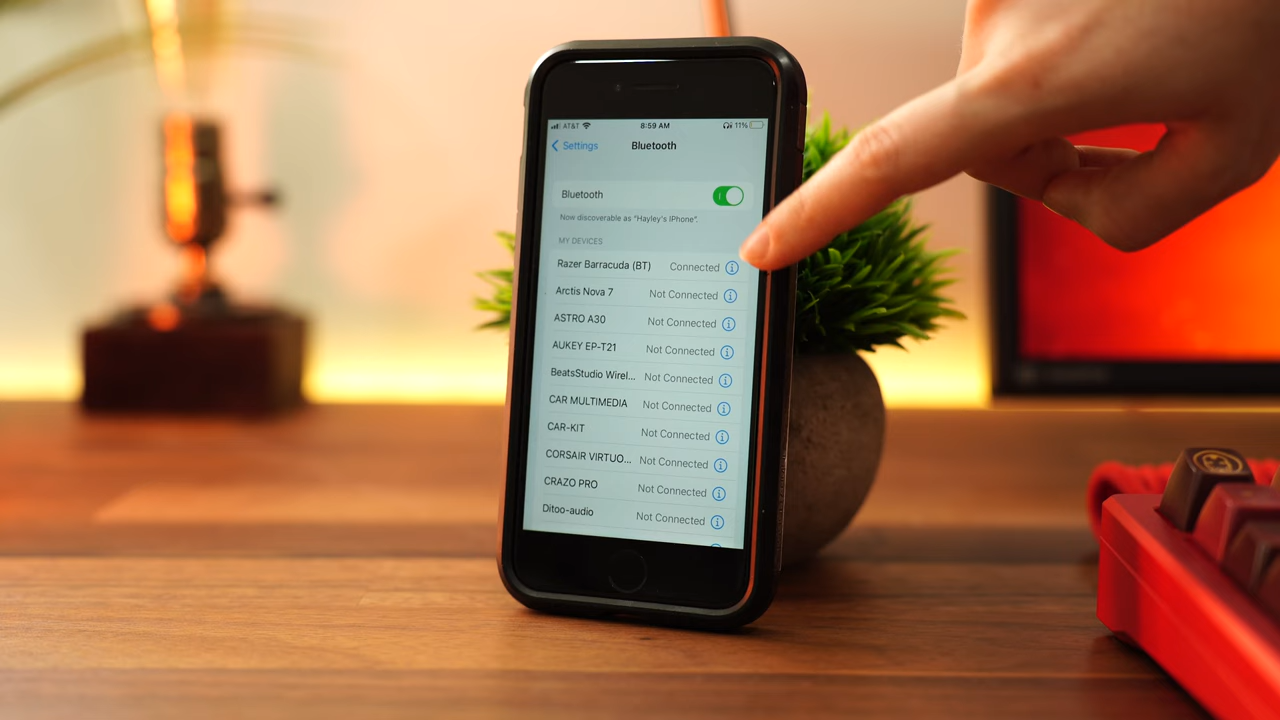 AT&T 8:59 AM 11%
Settings Bluetooth
Bluetooth
Now discoverable as "Hayley's iPhone".
MY DEVICES
Razer Barracuda (BT) Connected
Arctis Nova 7 Not Connected
ASTRO A30 Not Connected
AUKEY EP-T21 Not Connected
BeatsStudio Wirel... Not Connected
CAR MULTIMEDIA Not Connected
CAR-KIT Not Connected
CORSAIR VIRTUO... Not Connected
CRAZO PRO Not Connected
Ditoo-audio Not Connected